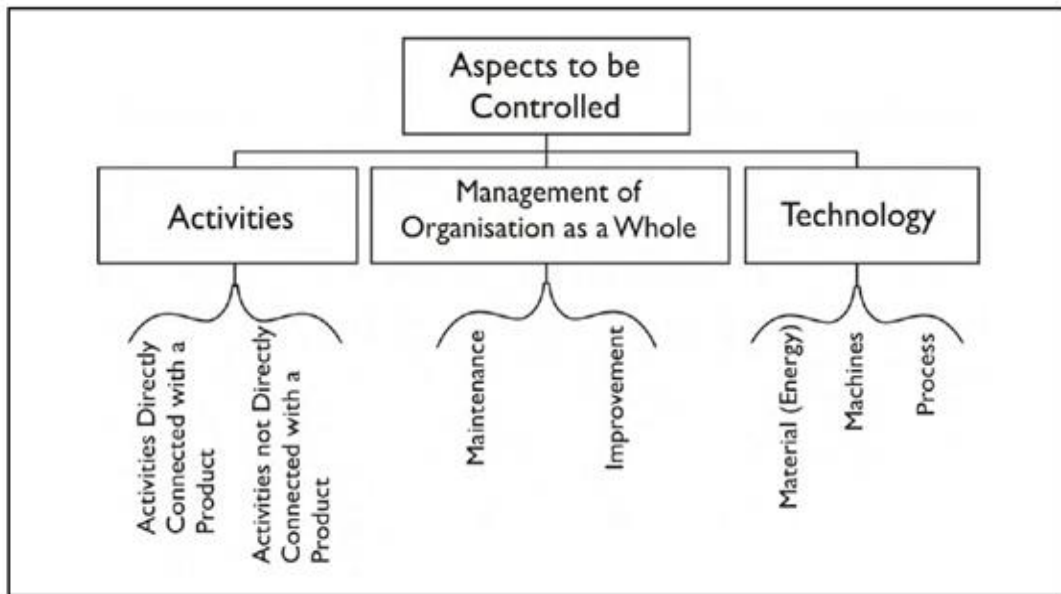 Aspects to be
Controlled
Activities
Management of
Organisation as a Whole
Technology
Activities Directly
Connected with a
Product
Activities not Directly
Connected with a
Product
Maintenance
Improvement
Material (Energy)
Machines
Process